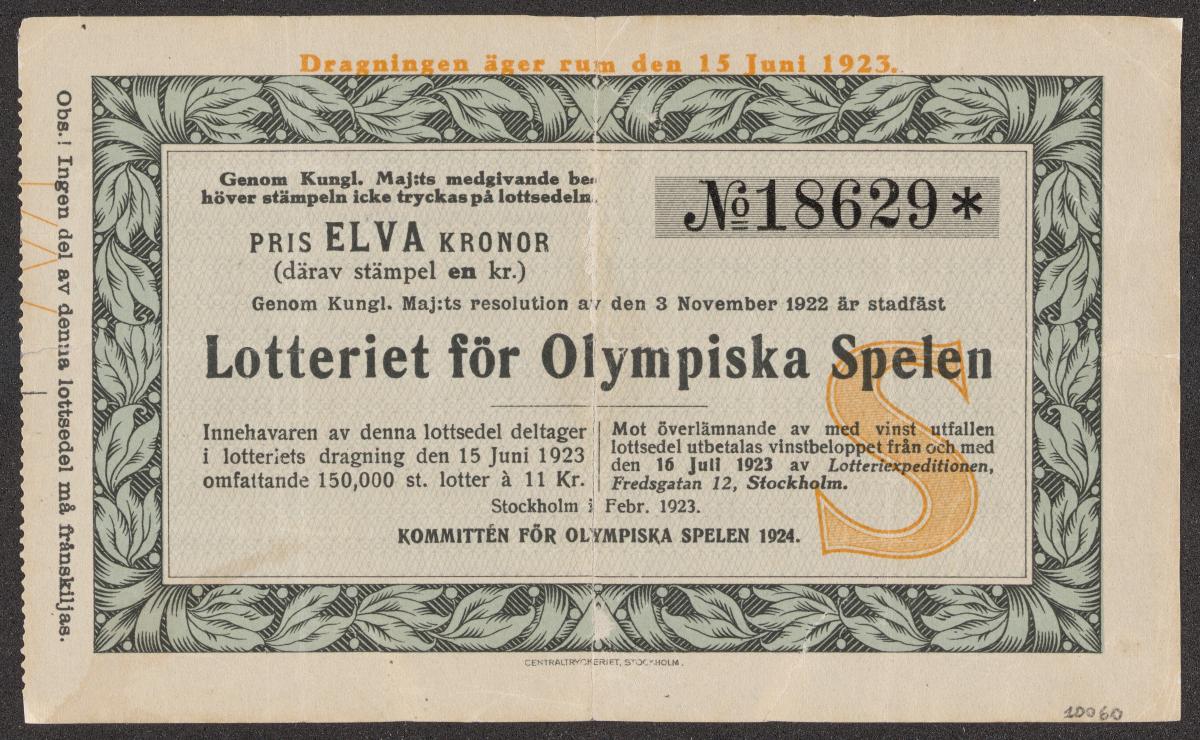 Dragningen äger rum den 15 Juni 1923.
Obs.! Ingen del av denna lottsedel må frånskiljas.
Genom Kungl. Maj:ts medgivande be-
höver stämpeln icke tryckas på lottsedeln.
№ 18629*
PRIS ELVA KRONOR
(därav stämpel en kr.)
Genom Kungl. Maj:ts resolution av den 3 November 1922 är stadfäst
Lotteriet för Olympiska Spelen
S
Innehavaren av denna lottsedel deltager
i lotteriets dragning den 15 Juni 1923
omfattande 150,000 st. lotter à 11 Kr.
Mot överlämnande av med vinst utfallen
lottsedel utbetalas vinstbeloppet från och med
den 16 Juli 1923 av Lotteriexpeditionen,
Fredsgatan 12, Stockholm.
Stockholm i Febr. 1923.
KOMMITTÉN FÖR OLYMPISKA SPELEN 1924.
CENTRALTRYCKERIET, STOCKHOLM.
10060